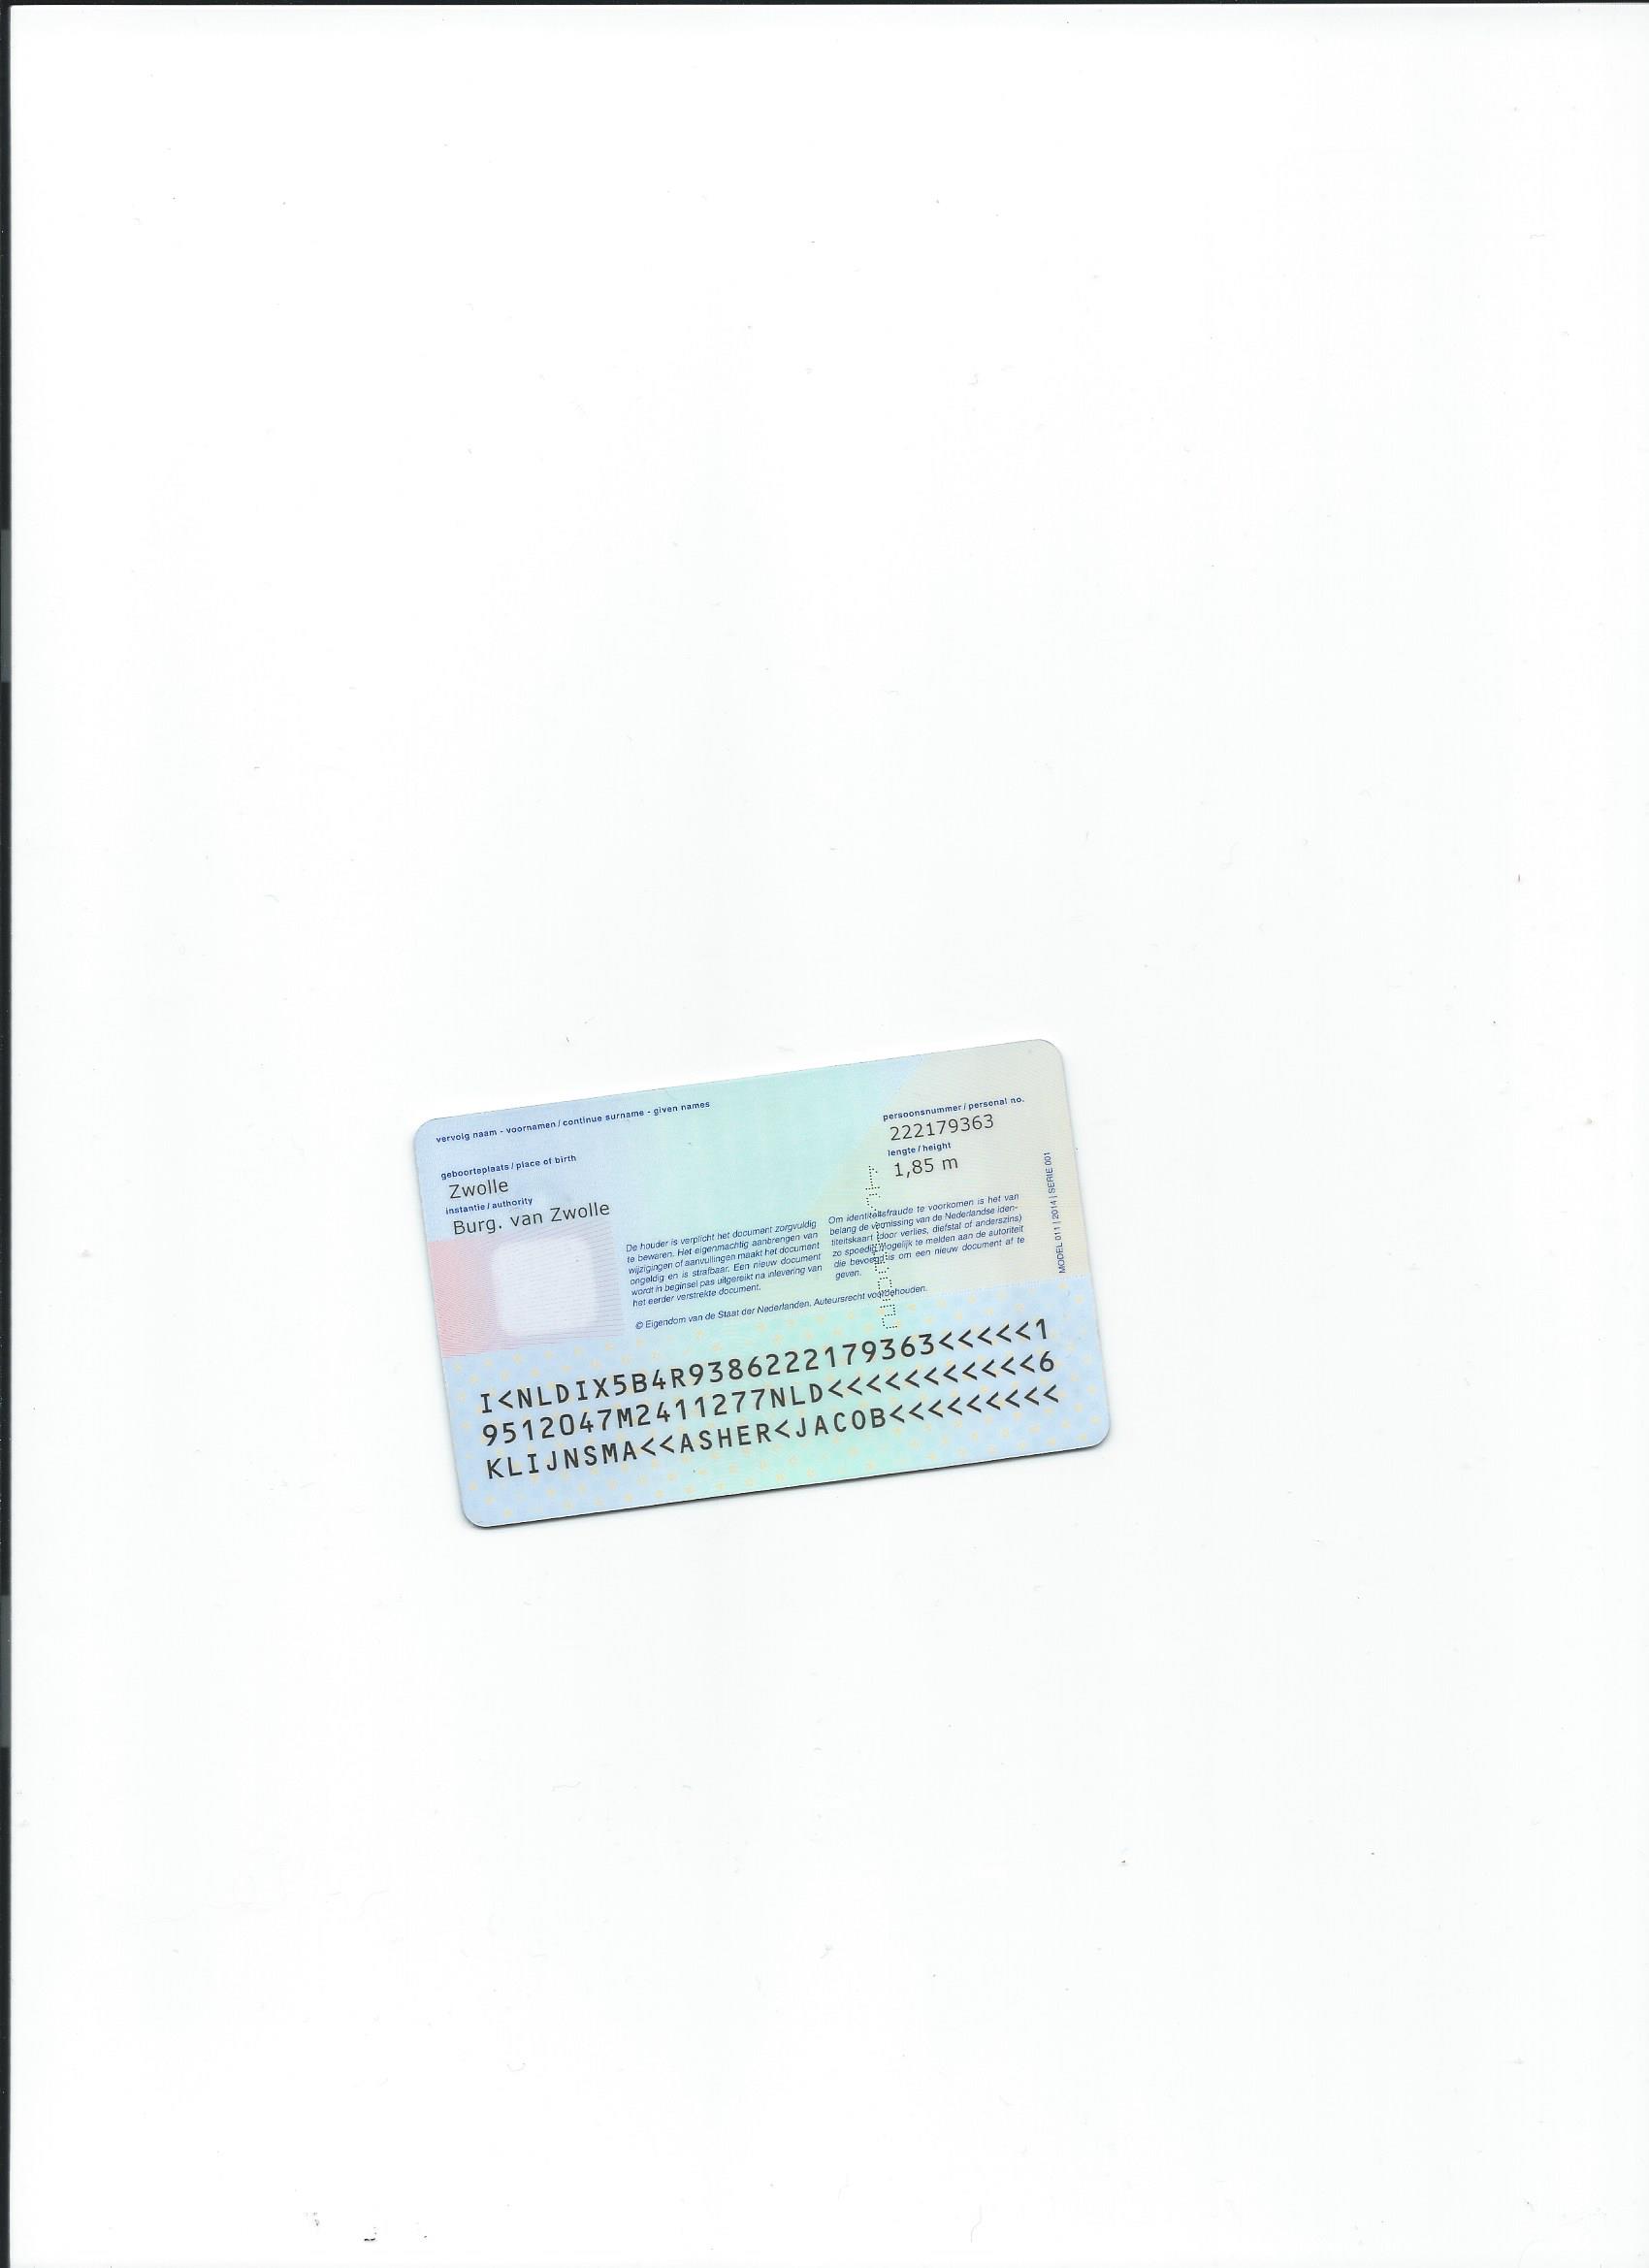 vervolg naam - voornamen / continue surname - given names
geboorteplaats / place of birth
Zwolle
instantie / authority
Burg. van Zwolle
persoonsnummer / personal no.
222179363
lengte / height
1,85 m
De houder is verplicht het document zorgvuldig
te bewaren. Het eigenmachtig aanbrengen van
wijzigingen of aanvullingen maakt het document
ongeldig en is strafbaar. Een nieuw document
wordt in beginsel pas uitgereikt na inlevering van
het eerder verstrekte document.
Om identiteitsfraude te voorkomen is het van
belang de vermissing van de Nederlandse iden-
titeitskaart (door verlies, diefstal of anderszins)
zo spoedig mogelijk te melden aan de autoriteit
die bevoegd is om een nieuw document af te
geven.
© Eigendom van de Staat der Nederlanden. Auteursrecht voorbehouden.
MODEL 011 | 2014 | SERIE 001
I<NLDIX5B4R9386222179363<<<<<1
9512047M2411277NLD<<<<<<<<<<<6
KLIJNSMA<<ASHER<JACOB<<<<<<<<<